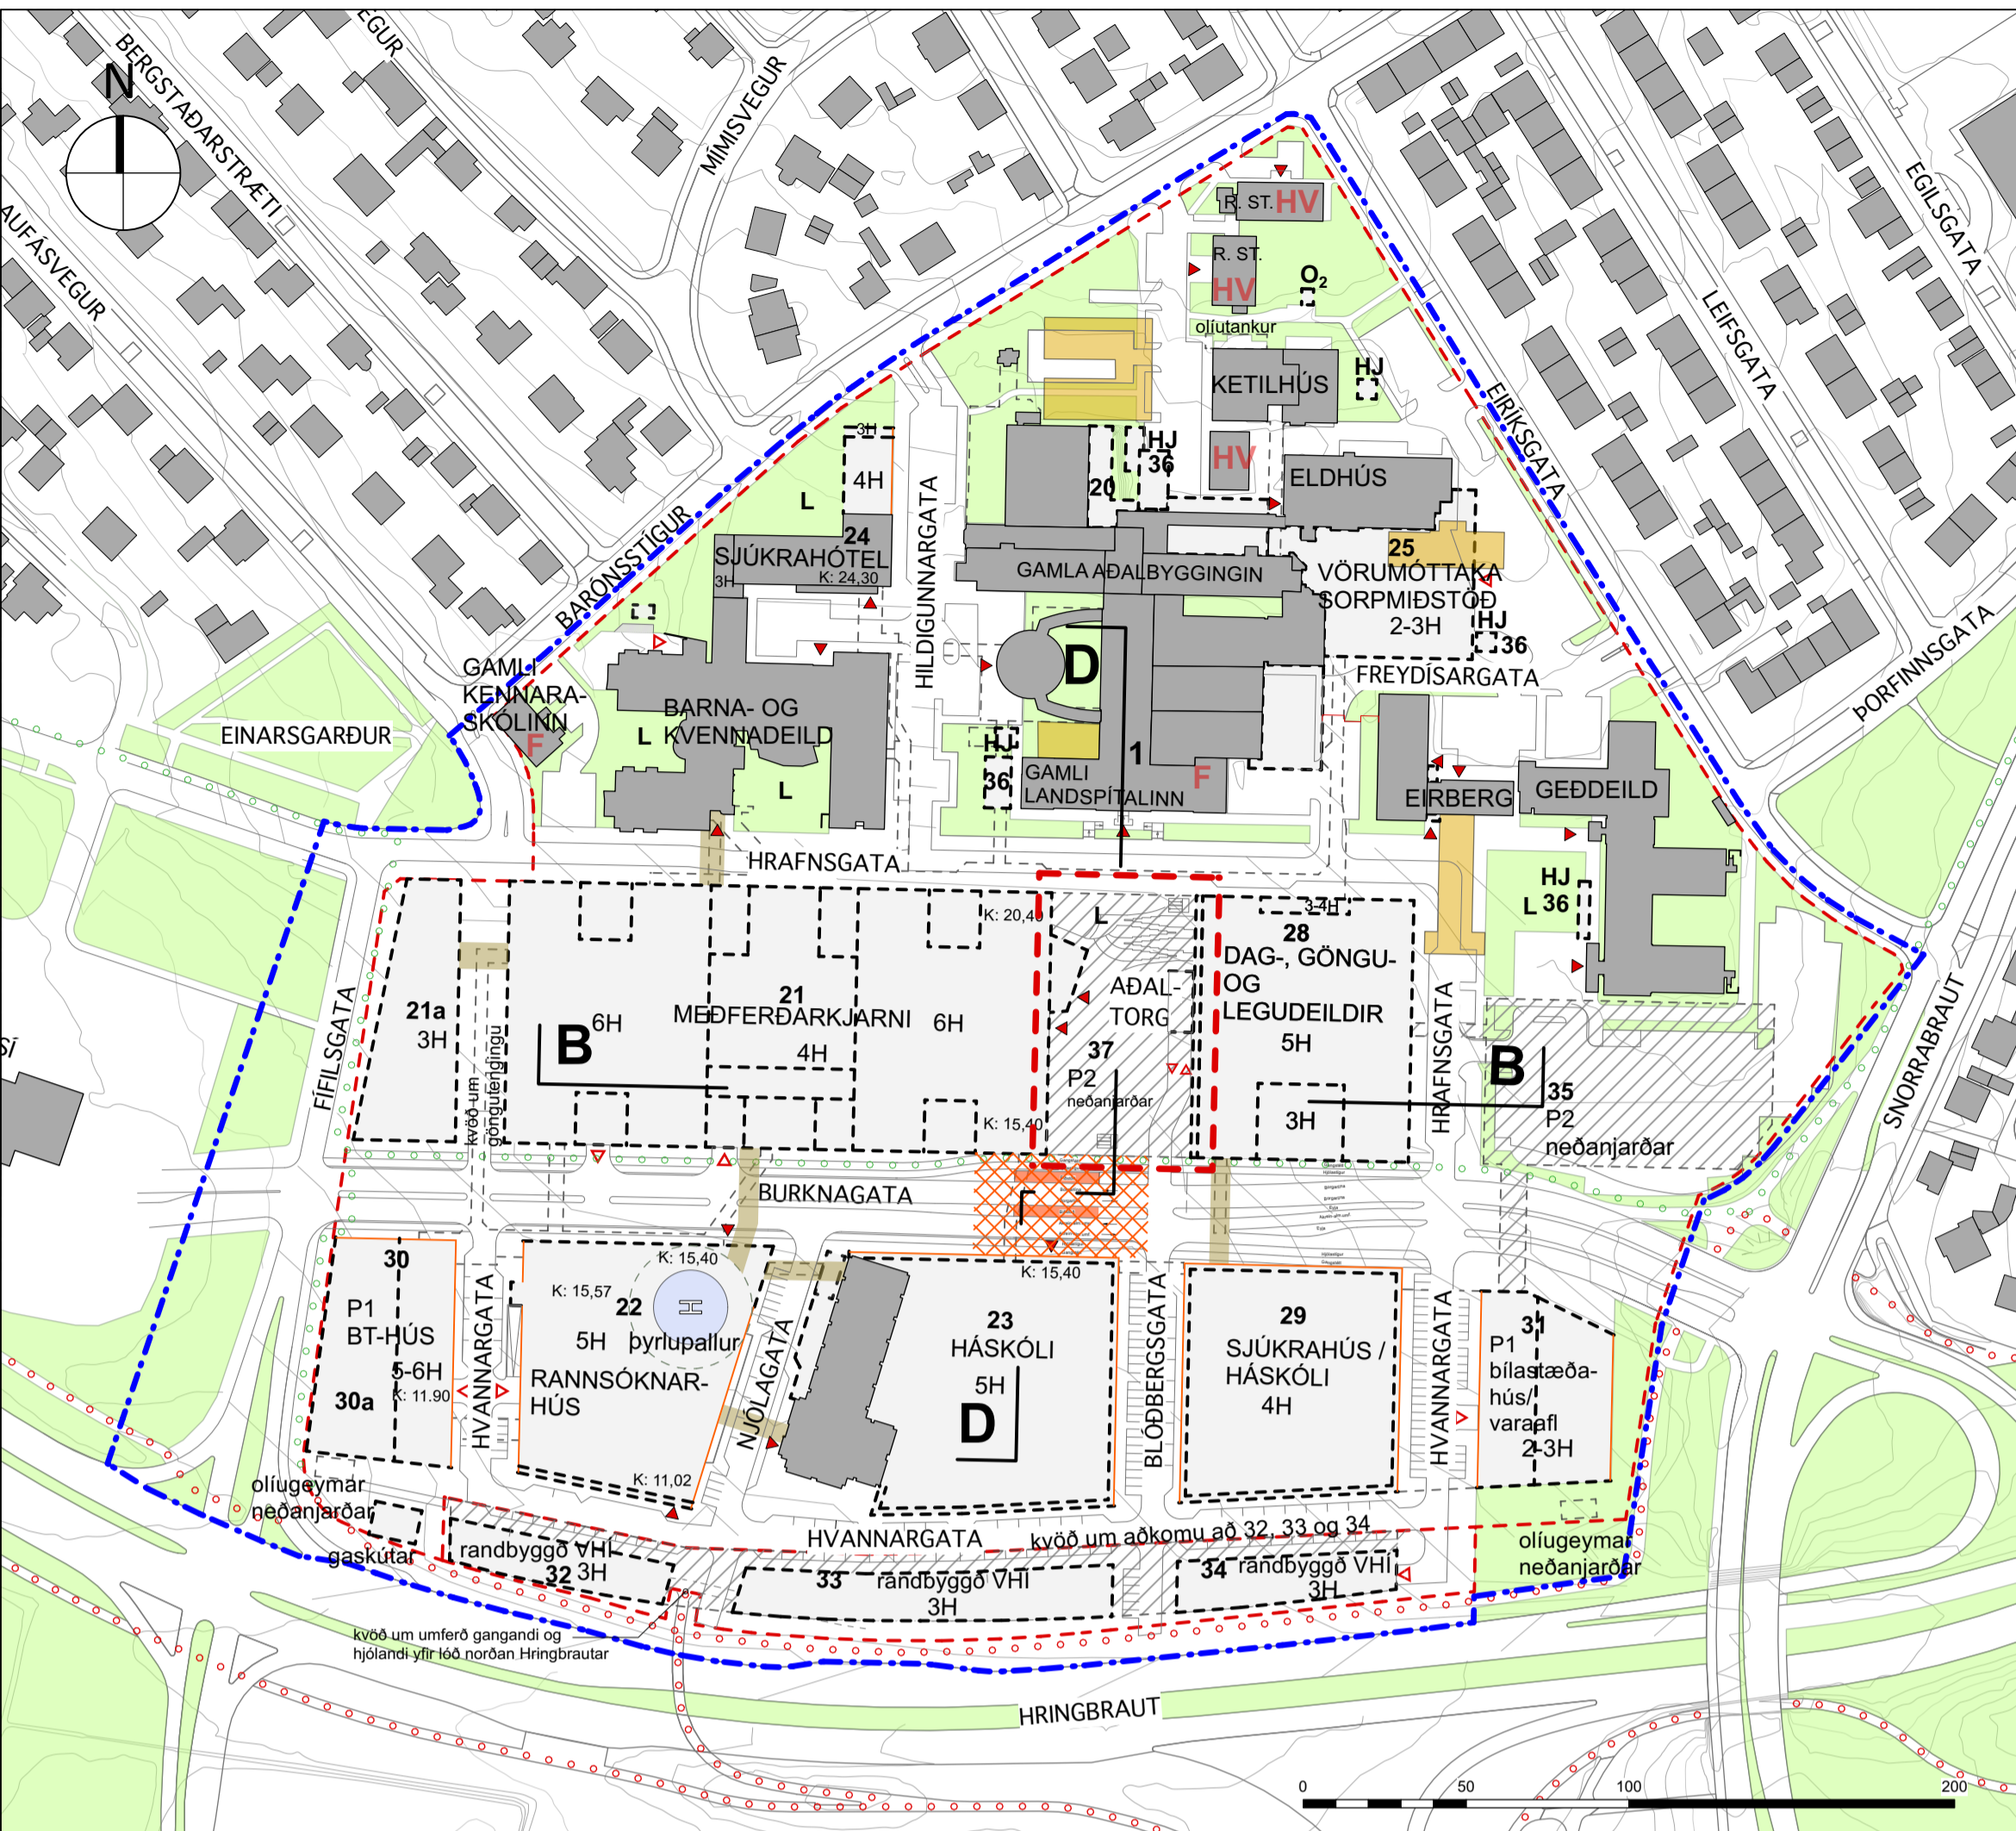 N
BERGSTAÐARSTRÆTI
EGUR
MÍMISVEGUR
AUFÁSVEGUR
EGILSGATA
LEIFSGATA
EIRÍKSGATA
ÞORFINNSGATA
R. ST. HV
R. ST.
HV
O2
olíutankur
KETILHÚS
HJ
3H
4H
L
HJ
36
20
HV
ELDHÚS
HILDIGUNNARGATA
24
SJÚKRAHÓTEL
3H
K: 24,30
BARÓNSSTÍGUR
GAMLA AÐALBYGGINGIN
25
VÖRUMÓTTAKA
SORPMIÐSTÖÐ
2-3H
HJ
36
FREYDÍSARGATA
D
GAMLI
KENNARA-
SKÓLINN
F
EINARSGARÐUR
BARNA- OG
KVENNADEILD
L
L
HJ
36
1
GAMLI
LANDSPÍTALINN
F
EIRBERG
GEÐDEILD
HRAFNSGATA
HJ
L 36
K: 20,40
L
3-4H
28
DAG-, GÖNGU-
OG
LEGUDEILDIR
5H
3H
AÐAL-
TORG
37
P2
neðanjarðar
21a
3H
6H
21
MEÐFERÐARKJARNI
4H
6H
B
K: 15,40
kvöð um
gönguengingu
FÍFILSGATA
HRAFNSGATA
B
35
P2
neðanjarðar
SNORRABRAUT
SÍ
BURKNAGATA
30
P1
BT-HÚS
5-6H
K: 11.90
30a
HVANNARGATA
K: 15,40
K: 15,57
22
5H
þyrlupallur
H
RANNSÓKNAR-
HÚS
K: 11,02
NJÓLAGATA
K: 15,40
23
HÁSKÓLI
5H
D
BLÓÐBERGSGATA
29
SJÚKRAHÚS /
HÁSKÓLI
4H
HVANNARGATA
31
P1
bílastæða-
hús/
varaafl
2-3H
olíugeymar
neðanjarðar
gaskútar
randbyggð VHI
32 3H
HVANNARGATA
kvöð um aðkomu að 32, 33 og 34
33 randbyggð VHI
3H
34 randbyggð VHI
3H
olíugeymar
neðanjarðar
kvöð um umferð gangandi og
hjólandi yfir lóð norðan Hringbrautar
HRINGBRAUT
0 50 100 200